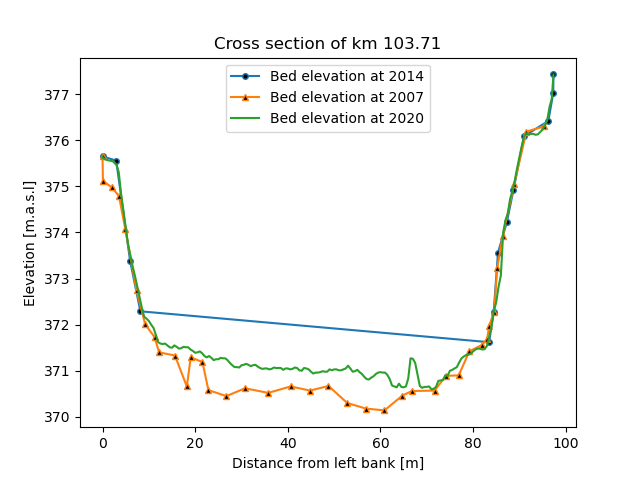 Cross section of km 103.71
Bed elevation at 2014
Bed elevation at 2007
Bed elevation at 2020
Elevation [m.a.s.l]
377
376
375
374
373
372
371
370
0 20 40 60 80 100
Distance from left bank [m]